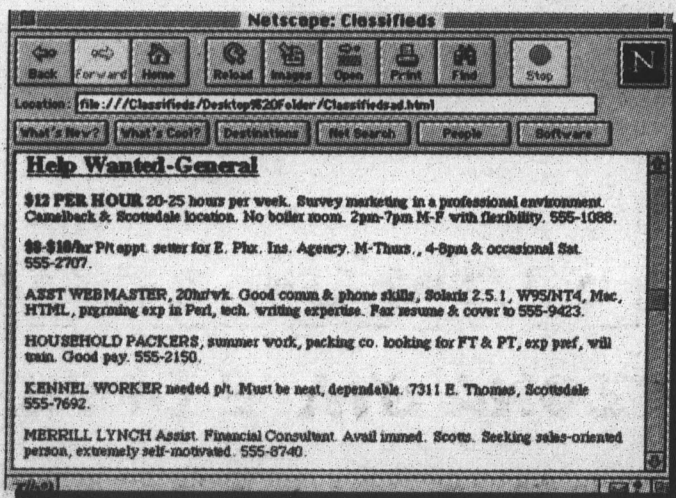 Netscape: Classifieds
Back Forward Home Reload Images Open Print Find Stop N
Location: file:///Classifieds/Desktop%20Folder/Classifiedsad.html
What's New? What's Cool? Destinations Net Search People Software
Help Wanted-General
$12 PER HOUR 20-25 hours per week. Survey marketing in a professional environment.
Camelback & Scottsdale location. No boiler room. 2pm-7pm M-F with flexibility. 555-1088.
$8-$10/hr P/t appt. setter for E. Phx. Ins. Agency. M-Thurs., 4-8pm & occasional Sat.
555-2707.
ASST WEBMASTER, 20hr/wk. Good comm & phone skills, Solaris 2.5.1, W95/NT4, Mac,
HTML, prgrming exp in Perl, tech. writing expertise. Fax resume & cover to 555-9423.
HOUSEHOLD PACKERS, summer work, packing co. looking for FT & PT, exp pref, will
train. Good pay. 555-2150.
KENNEL WORKER needed p/t. Must be neat, dependable. 7311 E. Thomas, Scottsdale
555-7692.
MERRILL LYNCH Assist. Financial Consultant. Avail immed. Scotts. Seeking sales-oriented
person, extremely self-motivated. 555-8740.